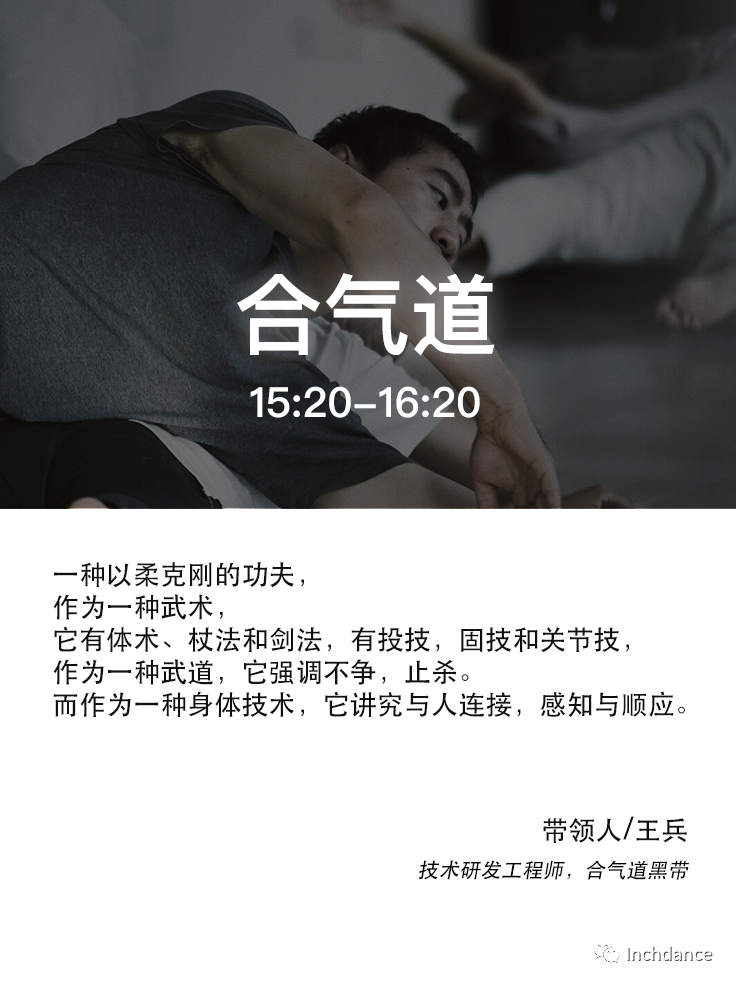 合气道
15:20–16:20
一种以柔克刚的功夫，
作为一种武术，
它有体术、杖法和剑法，有投技，固技和关节技，
作为一种武道，它强调不争，止杀。
而作为一种身体技术，它讲究与人连接，感知与顺应。
带领人/王兵
技术研发工程师，合气道黑带
Inchdance